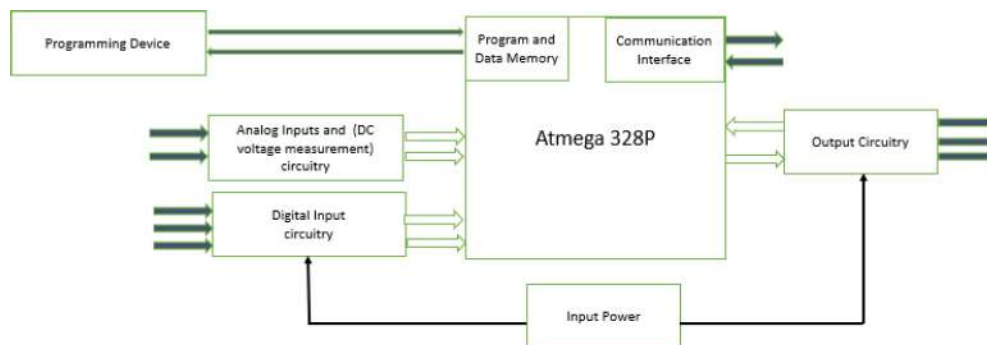 Programming Device
Program and
Data Memory
Communication
Interface
Analog Inputs and (DC
voltage measurement)
circuitry
Atmega 328P
Output Circuitry
Digital Input
circuitry
Input Power